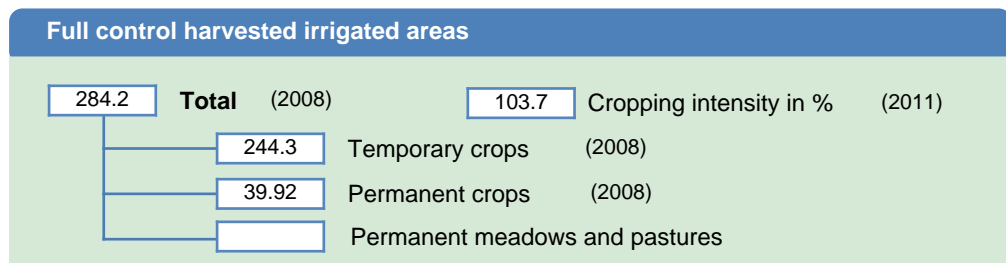 Full control harvested irrigated areas
284.2 Total (2008) 103.7 Cropping intensity in % (2011)
244.3 Temporary crops (2008)
39.92 Permanent crops (2008)
Permanent meadows and pastures